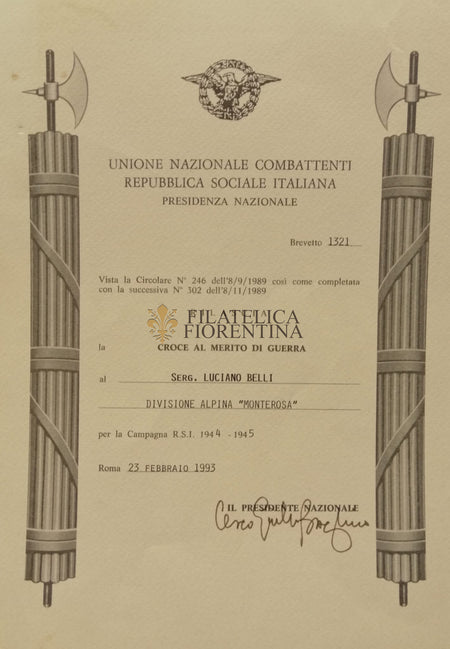 UNIONE NAZIONALE COMBATTENTI
REPUBBLICA SOCIALE ITALIANA
PRESIDENZA NAZIONALE
Brevetto 1321
Vista la Circolare N° 246 dell'8/9/1989 così come completata
con la successiva N° 302 dell'8/11/1989
FILATELICA
FIORENTINA
la CROCE AL MERITO DI GUERRA
al SERG. LUCIANO BELLI
DIVISIONE ALPINA "MONTEROSA"
per la Campagna R.S.I. 1944 - 1945
Roma 23 FEBBRAIO 1993
IL PRESIDENTE NAZIONALE